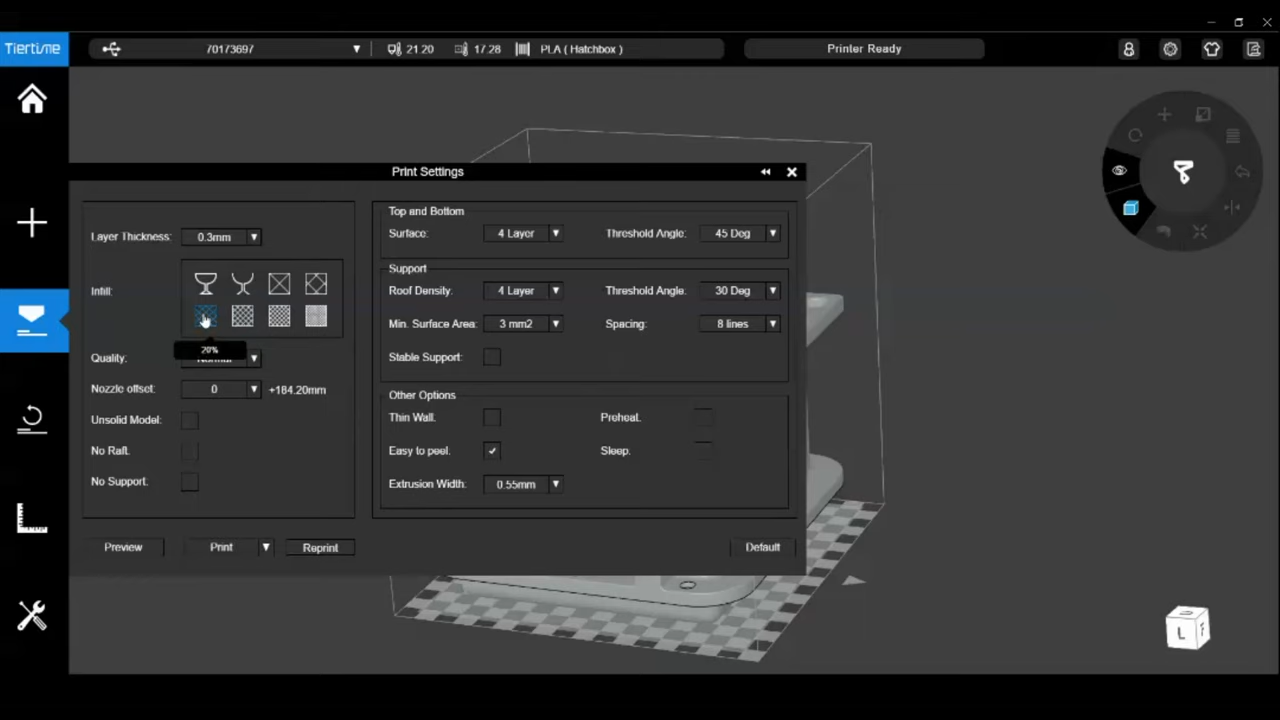 Tiertime 70173697 21.20 17/28 PLA ( Hatchbox ) Printer Ready
Print Settings
Layer Thickness: 0.3mm
Infill:
20%
Quality: Normal
Nozzle offset: 0 +184.20mm
Unsolid Model:
No Raft.
No Support:
Top and Bottom
Surface: 4 Layer Threshold Angle: 45 Deg
Support
Roof Density. 4 Layer Threshold Angle: 30 Deg
Min. Surface Area: 3 mm2 Spacing: 8 lines
Stable Support:
Other Options
Thin Wall. Preheat.
Easy to peel. Sleep.
Extrusion Width: 0.55mm
Preview Print Reprint Default
L